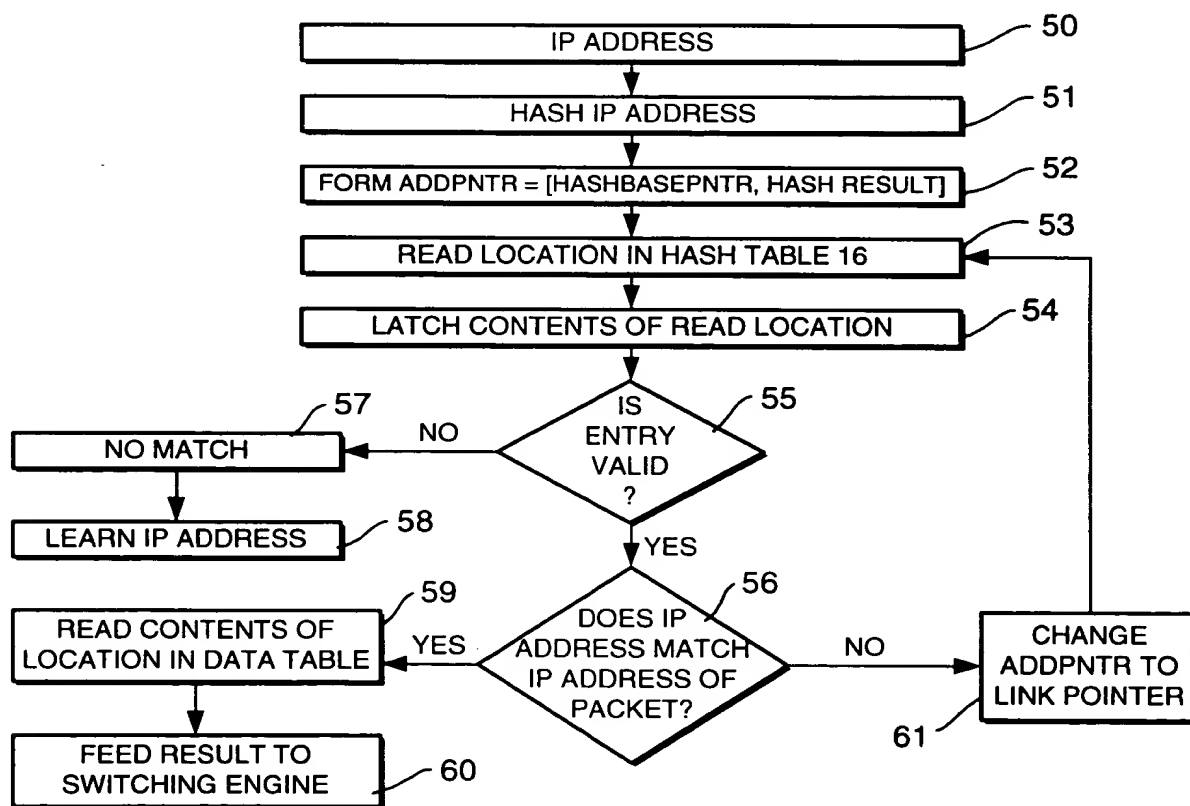 IP ADDRESS
50
HASH IP ADDRESS
51
FORM ADDPNTR = [HASHBASEPNTR, HASH RESULT]
52
READ LOCATION IN HASH TABLE 16
53
LATCH CONTENTS OF READ LOCATION
54
IS
ENTRY
VALID
?
55
NO
YES
NO MATCH
57
LEARN IP ADDRESS
58
DOES IP
ADDRESS MATCH
IP ADDRESS OF
PACKET?
56
YES
NO
READ CONTENTS OF
LOCATION IN DATA TABLE
59
FEED RESULT TO
SWITCHING ENGINE
60
CHANGE
ADDPNTR TO
LINK POINTER
61